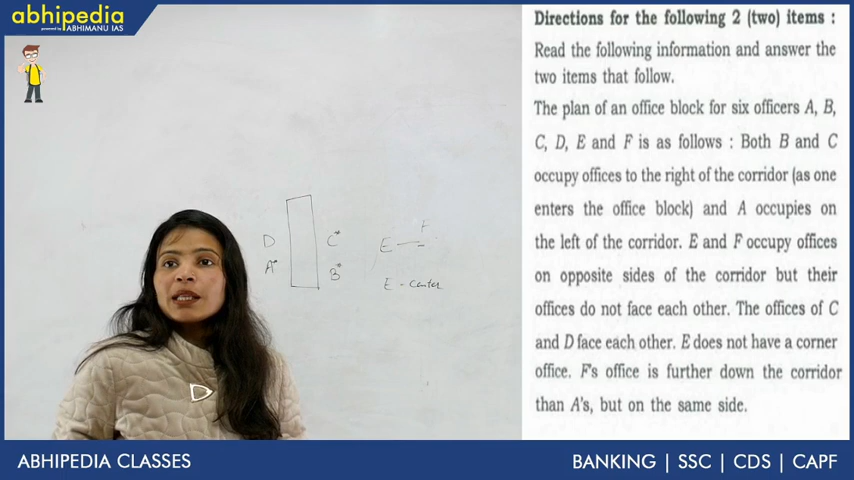 abhipedia
powered by ABHIMANU IAS
Directions for the following 2 (two) items :
Read the following information and answer the
two items that follow.
The plan of an office block for six officers A, B,
C, D, E and F is as follows : Both B and C
occupy offices to the right of the corridor (as one
enters the office block) and A occupies on
the left of the corridor. E and F occupy offices
on opposite sides of the corridor but their
offices do not face each other. The offices of C
and D face each other. E does not have a corner
office. F's office is further down the corridor
than A's, but on the same side.
D C*
A* B*
E — F
E - Center
ABHIPEDIA CLASSES
BANKING | SSC | CDS | CAPF